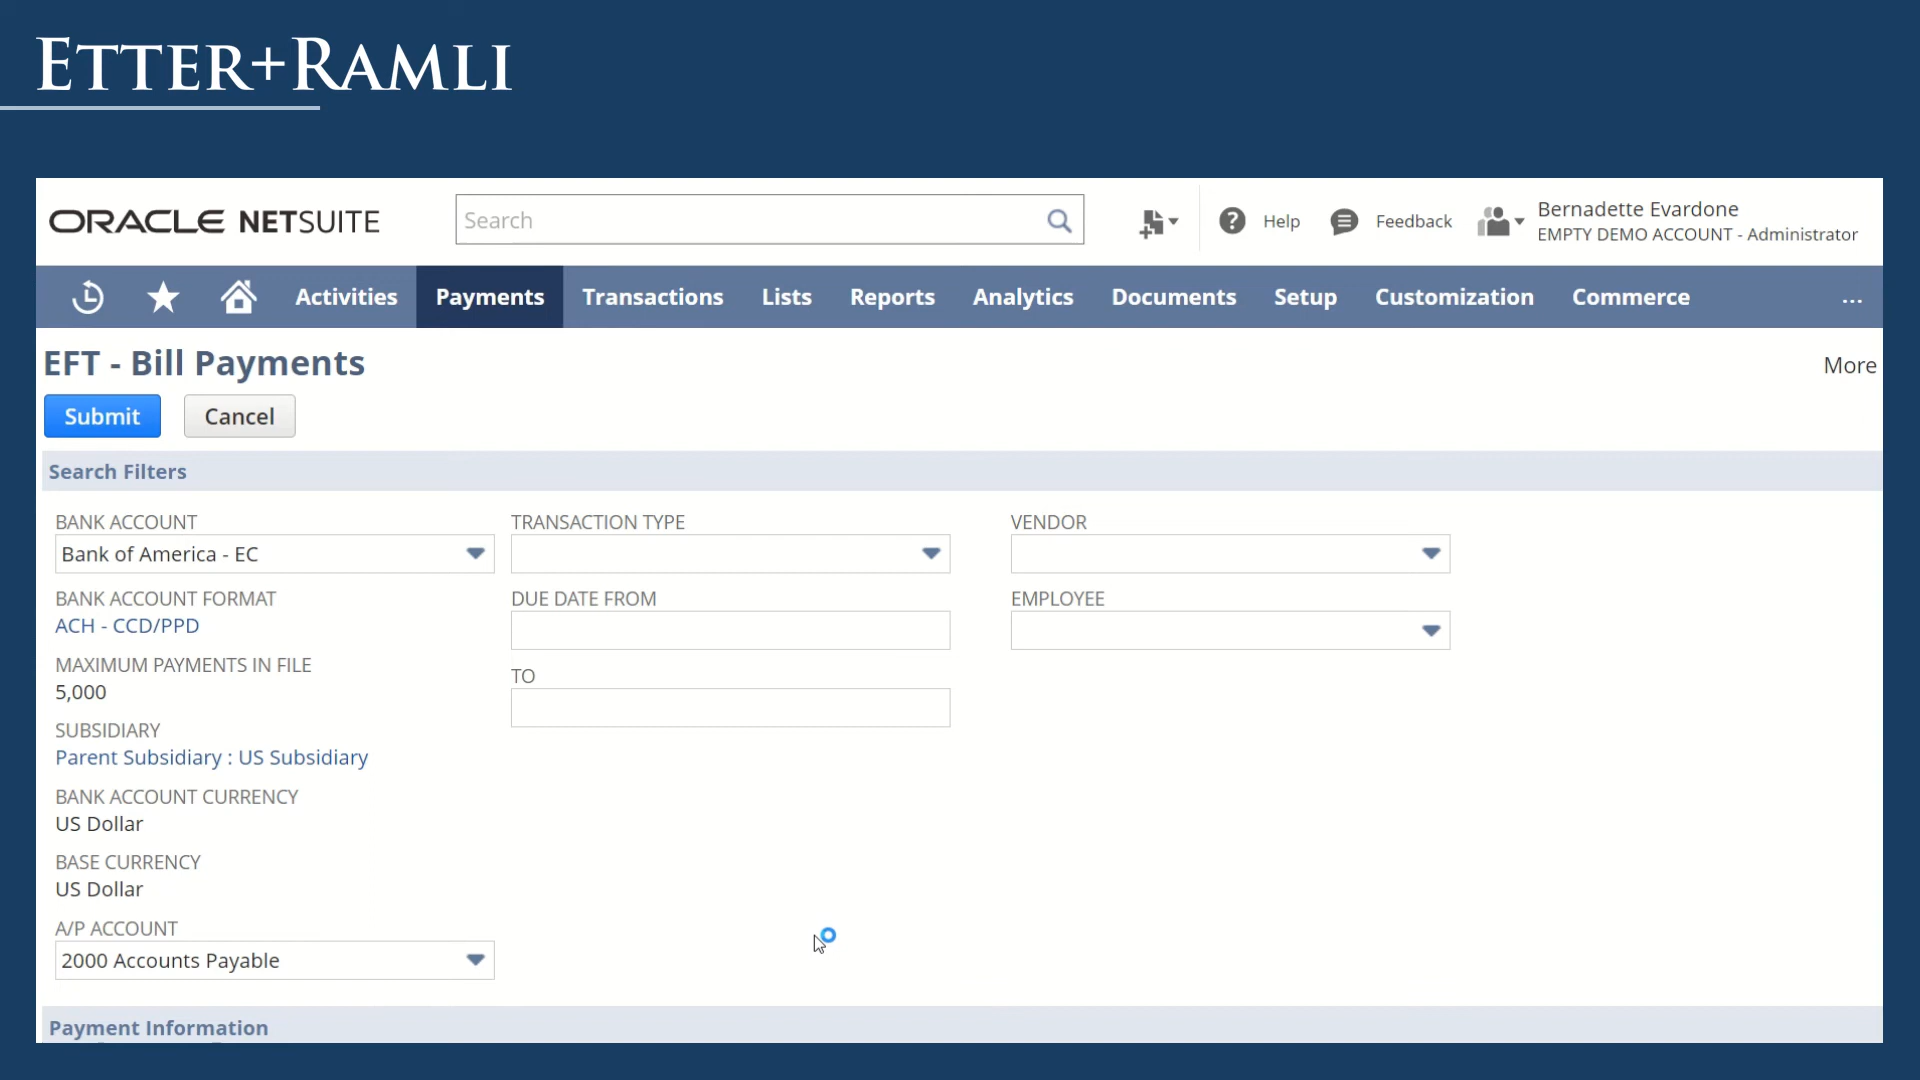 ETTER+RAMLI
ORACLE NETSUITE
Search
Help
Feedback
Bernadette Evardone
EMPTY DEMO ACCOUNT - Administrator
Activities
Payments
Transactions
Lists
Reports
Analytics
Documents
Setup
Customization
Commerce
...
EFT - Bill Payments
More
Submit
Cancel
Search Filters
BANK ACCOUNT
Bank of America - EC
BANK ACCOUNT FORMAT
ACH - CCD/PPD
MAXIMUM PAYMENTS IN FILE
5,000
SUBSIDIARY
Parent Subsidiary : US Subsidiary
BANK ACCOUNT CURRENCY
US Dollar
BASE CURRENCY
US Dollar
A/P ACCOUNT
2000 Accounts Payable
TRANSACTION TYPE
DUE DATE FROM
TO
VENDOR
EMPLOYEE
Payment Information